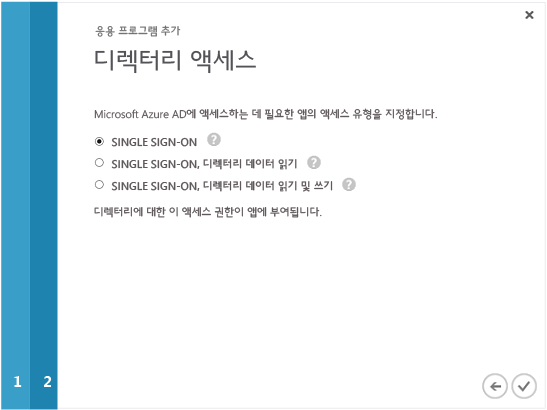 응용 프로그램 추가
디렉터리 액세스
Microsoft Azure AD에 액세스하는 데 필요한 앱의 액세스 유형을 지정합니다.
SINGLE SIGN-ON ?
SINGLE SIGN-ON, 디렉터리 데이터 읽기 ?
SINGLE SIGN-ON, 디렉터리 데이터 읽기 및 쓰기 ?
디렉터리에 대한 이 액세스 권한이 앱에 부여됩니다.
1 2